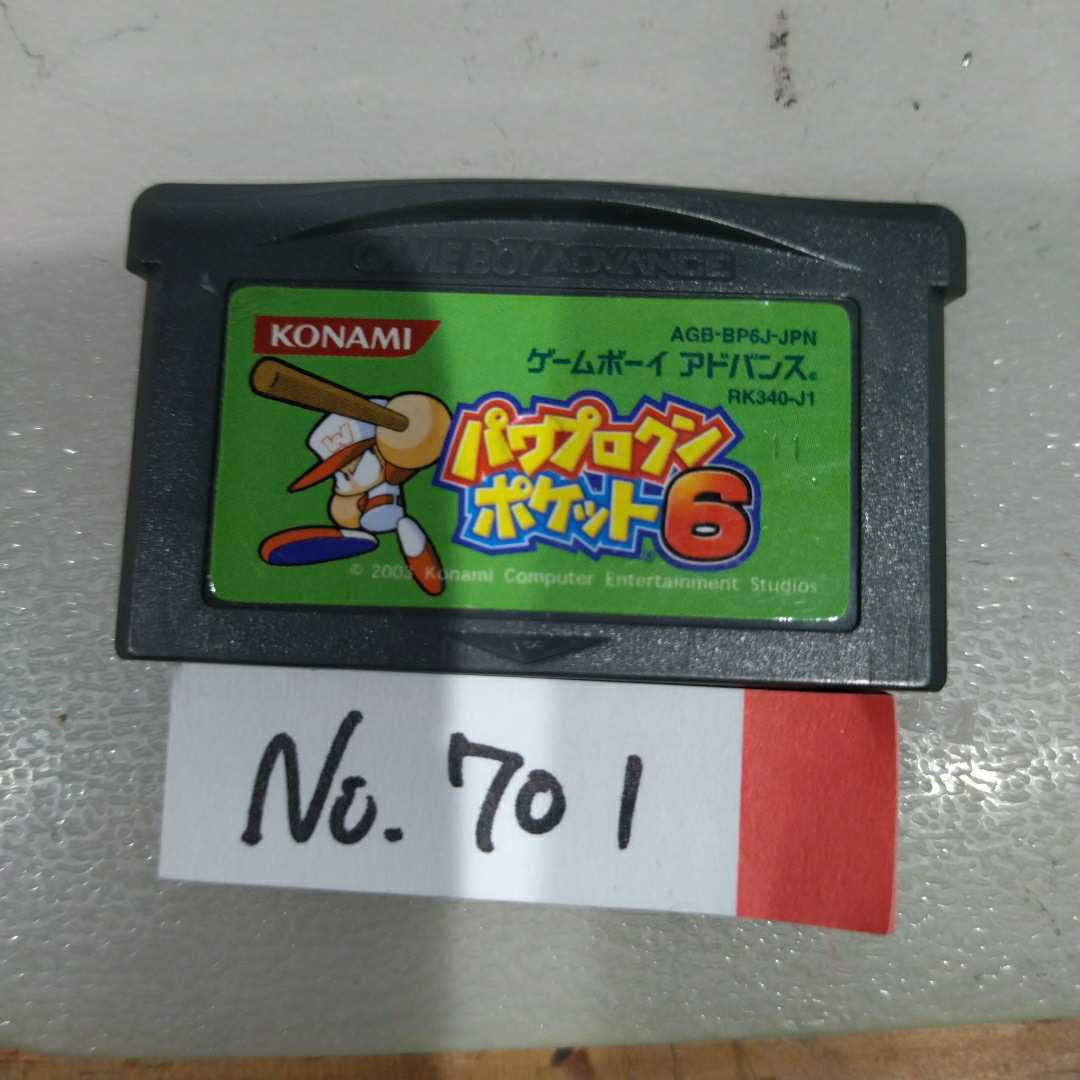 GAME BOY ADVANCE
KONAMI
AGB-BP6J-JPN
ゲームボーイ アドバンス®
RK340-J1
W
パワプロクン
ポケット6®
11
© 2003 Konami Computer Entertainment Studios
No. 701